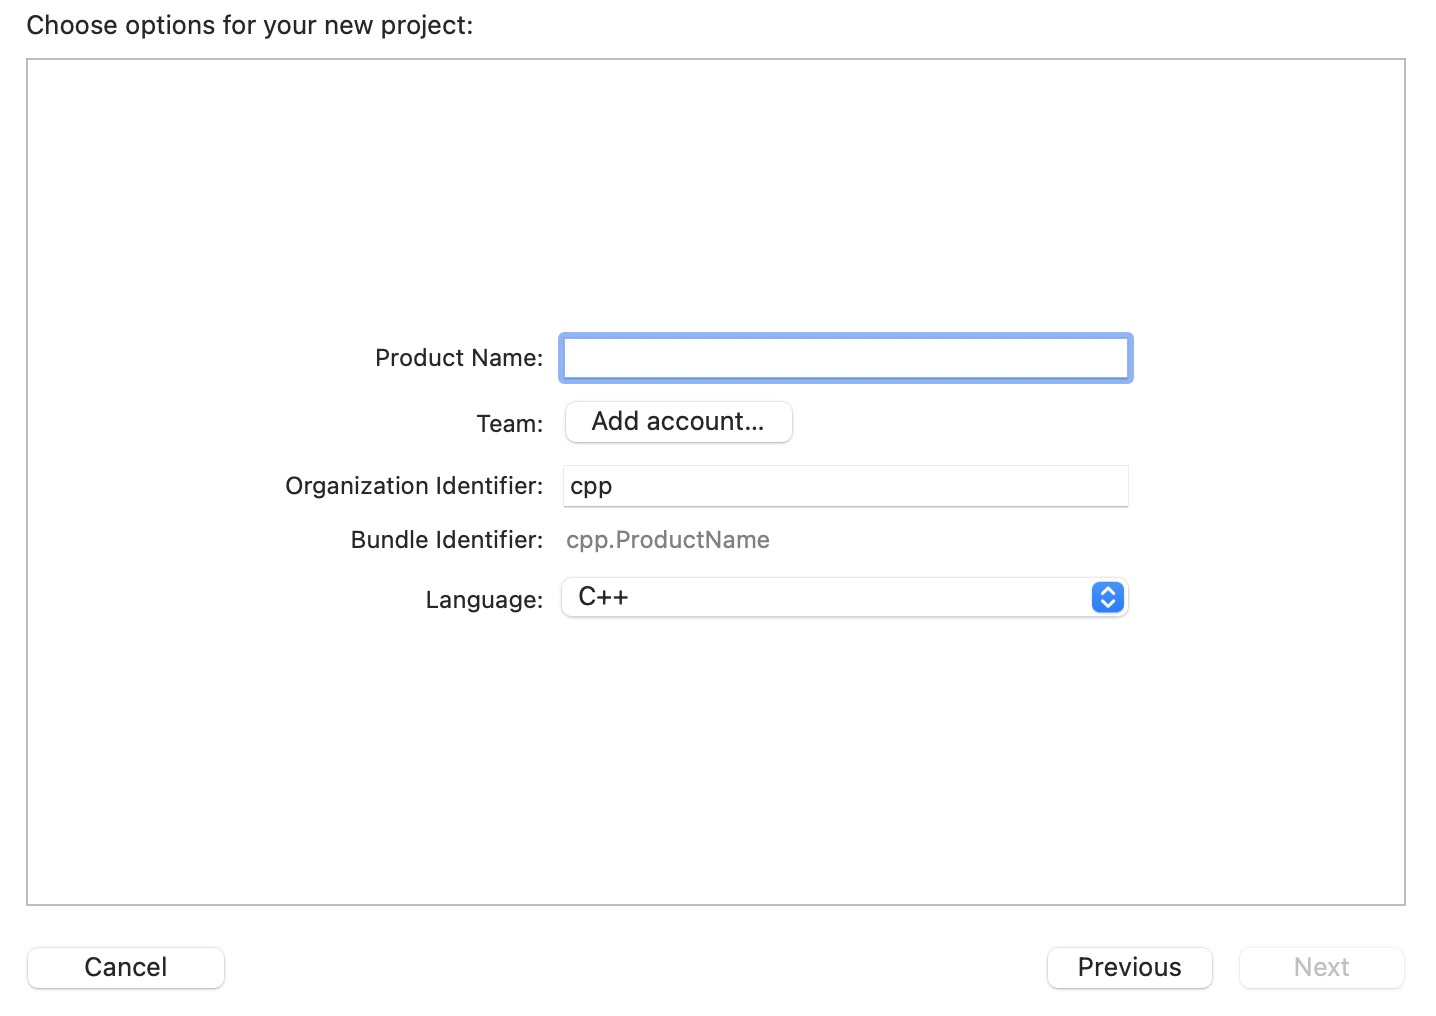 Choose options for your new project:
Product Name:
Team: Add account...
Organization Identifier: cpp
Bundle Identifier: cpp.ProductName
Language: C++
Cancel Previous Next